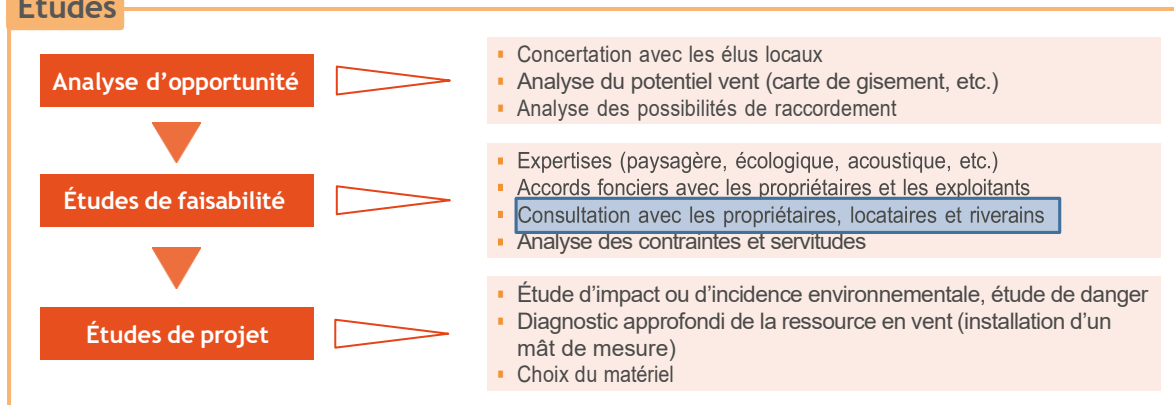 Études
Analyse d'opportunité
Concertation avec les élus locaux
Analyse du potentiel vent (carte de gisement, etc.)
Analyse des possibilités de raccordement
Études de faisabilité
Expertises (paysagère, écologique, acoustique, etc.)
Accords fonciers avec les propriétaires et les exploitants
Consultation avec les propriétaires, locataires et riverains
Analyse des contraintes et servitudes
Études de projet
Étude d'impact ou d'incidence environnementale, étude de danger
Diagnostic approfondi de la ressource en vent (installation d'un
mât de mesure)
Choix du matériel